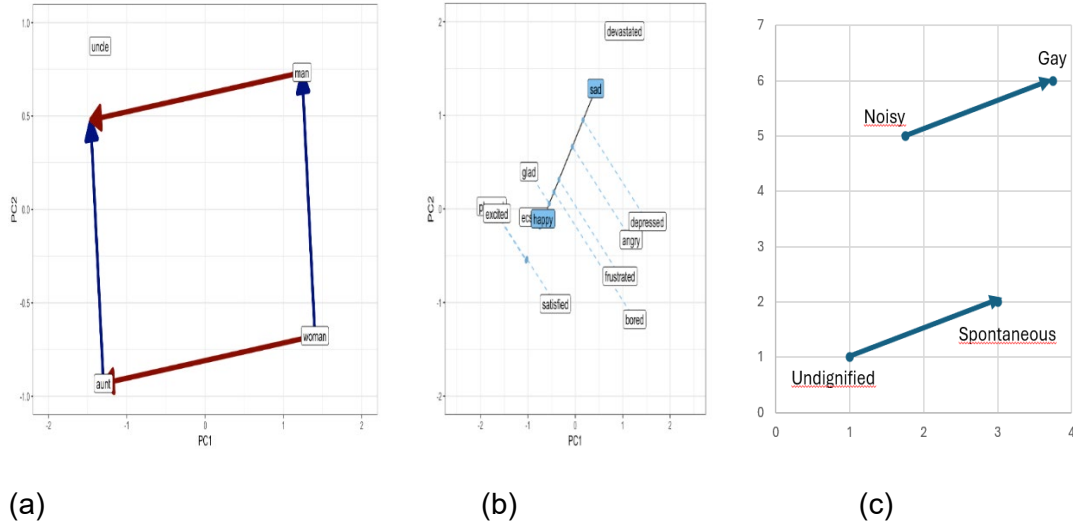 1.0
0.5
0.0
-0.5
-1.0
PC2
-2
-1
0
1
2
PC1
uncle
man
woman
aunt
2
1
0
-1
-2
PC2
-2
-1
0
1
2
PC1
devastated
sad
glad
excited
happy
depressed
angry
frustrated
satisfied
bored
7
6
5
4
3
2
1
0
0
1
2
3
4
Gay
Noisy
Spontaneous
Undignified
(a)
(b)
(c)